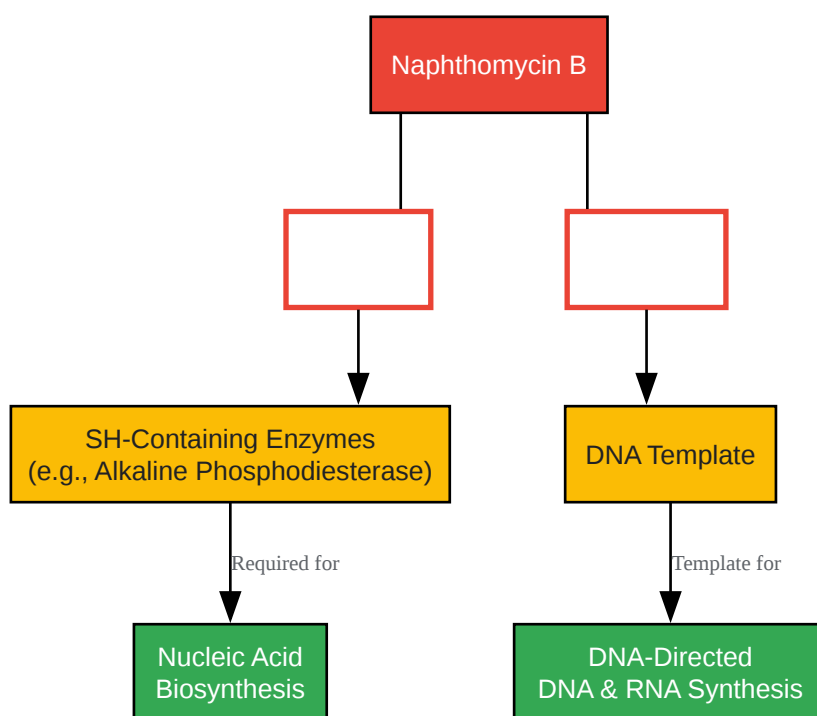 Naphthomycin B
SH-Containing Enzymes
(e.g., Alkaline Phosphodiesterase)
DNA Template
Required for
Template for
Nucleic Acid
Biosynthesis
DNA-Directed
DNA & RNA Synthesis